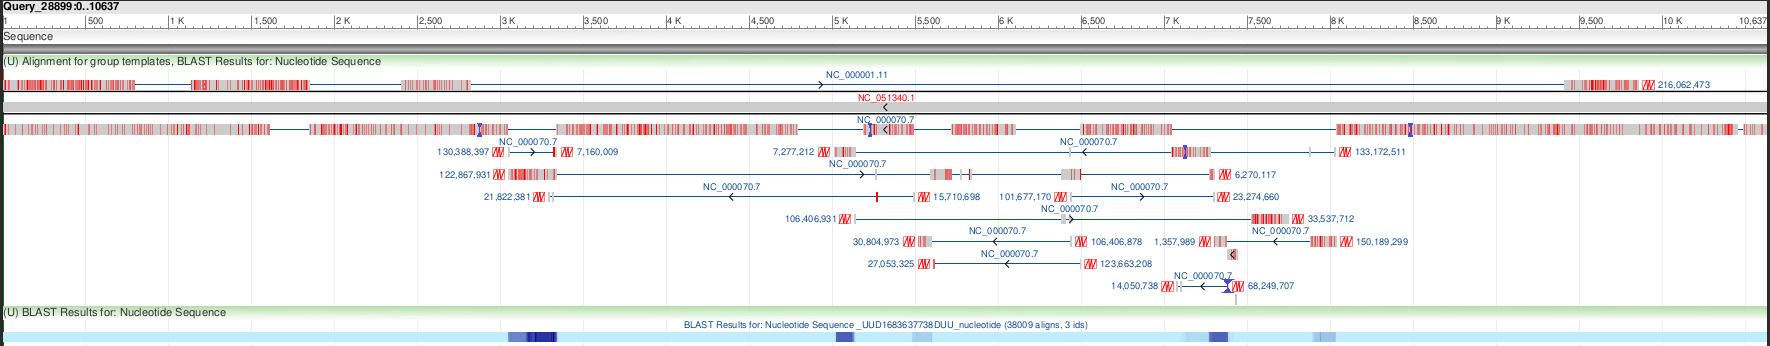 Query_28899:0..10637
1 500 1 K 1,500 2 K 2,500 3 K 3,500 4 K 4,500 5 K 5,500 6 K 6,500 7 K 7,500 8 K 8,500 9 K 9,500 10 K 10,637
Sequence
(U) Alignment for group templates, BLAST Results for: Nucleotide Sequence
NC_000001.11
216,062,473
NC_051340.1
NC_000070.7
NC_000070.7
130,388,397 7,160,009 7,277,212 NC_000070.7 133,172,511
NC_000070.7
122,867,931 6,270,117
NC_000070.7 NC_000070.7
21,822,381 15,710,698 101,677,170 23,274,660
NC_000070.7
106,406,931 33,537,712
NC_000070.7 NC_000070.7
30,804,973 106,406,878 1,357,989 150,189,299
NC_000070.7
27,053,325 123,663,208
NC_000070.7
14,050,738 68,249,707
(U) BLAST Results for: Nucleotide Sequence
BLAST Results for: Nucleotide Sequence _UUD1683637738DUU_nucleotide (38009 aligns, 3 ids)